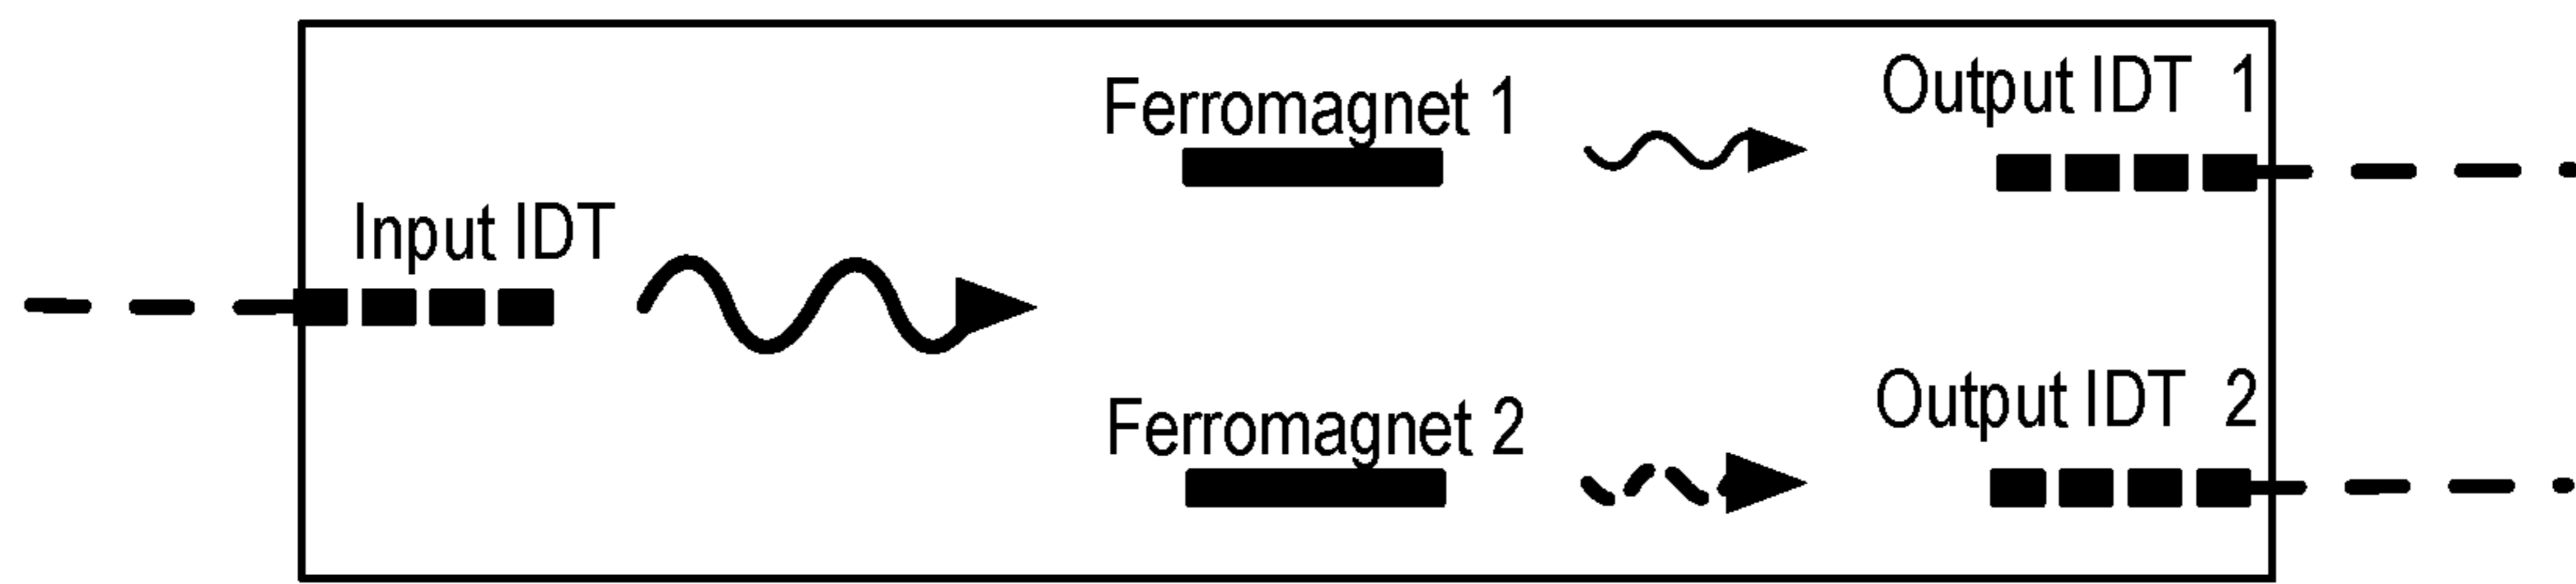 Output IDT 1
Ferromagnet 1
Input IDT
Output IDT 2
Ferromagnet 2